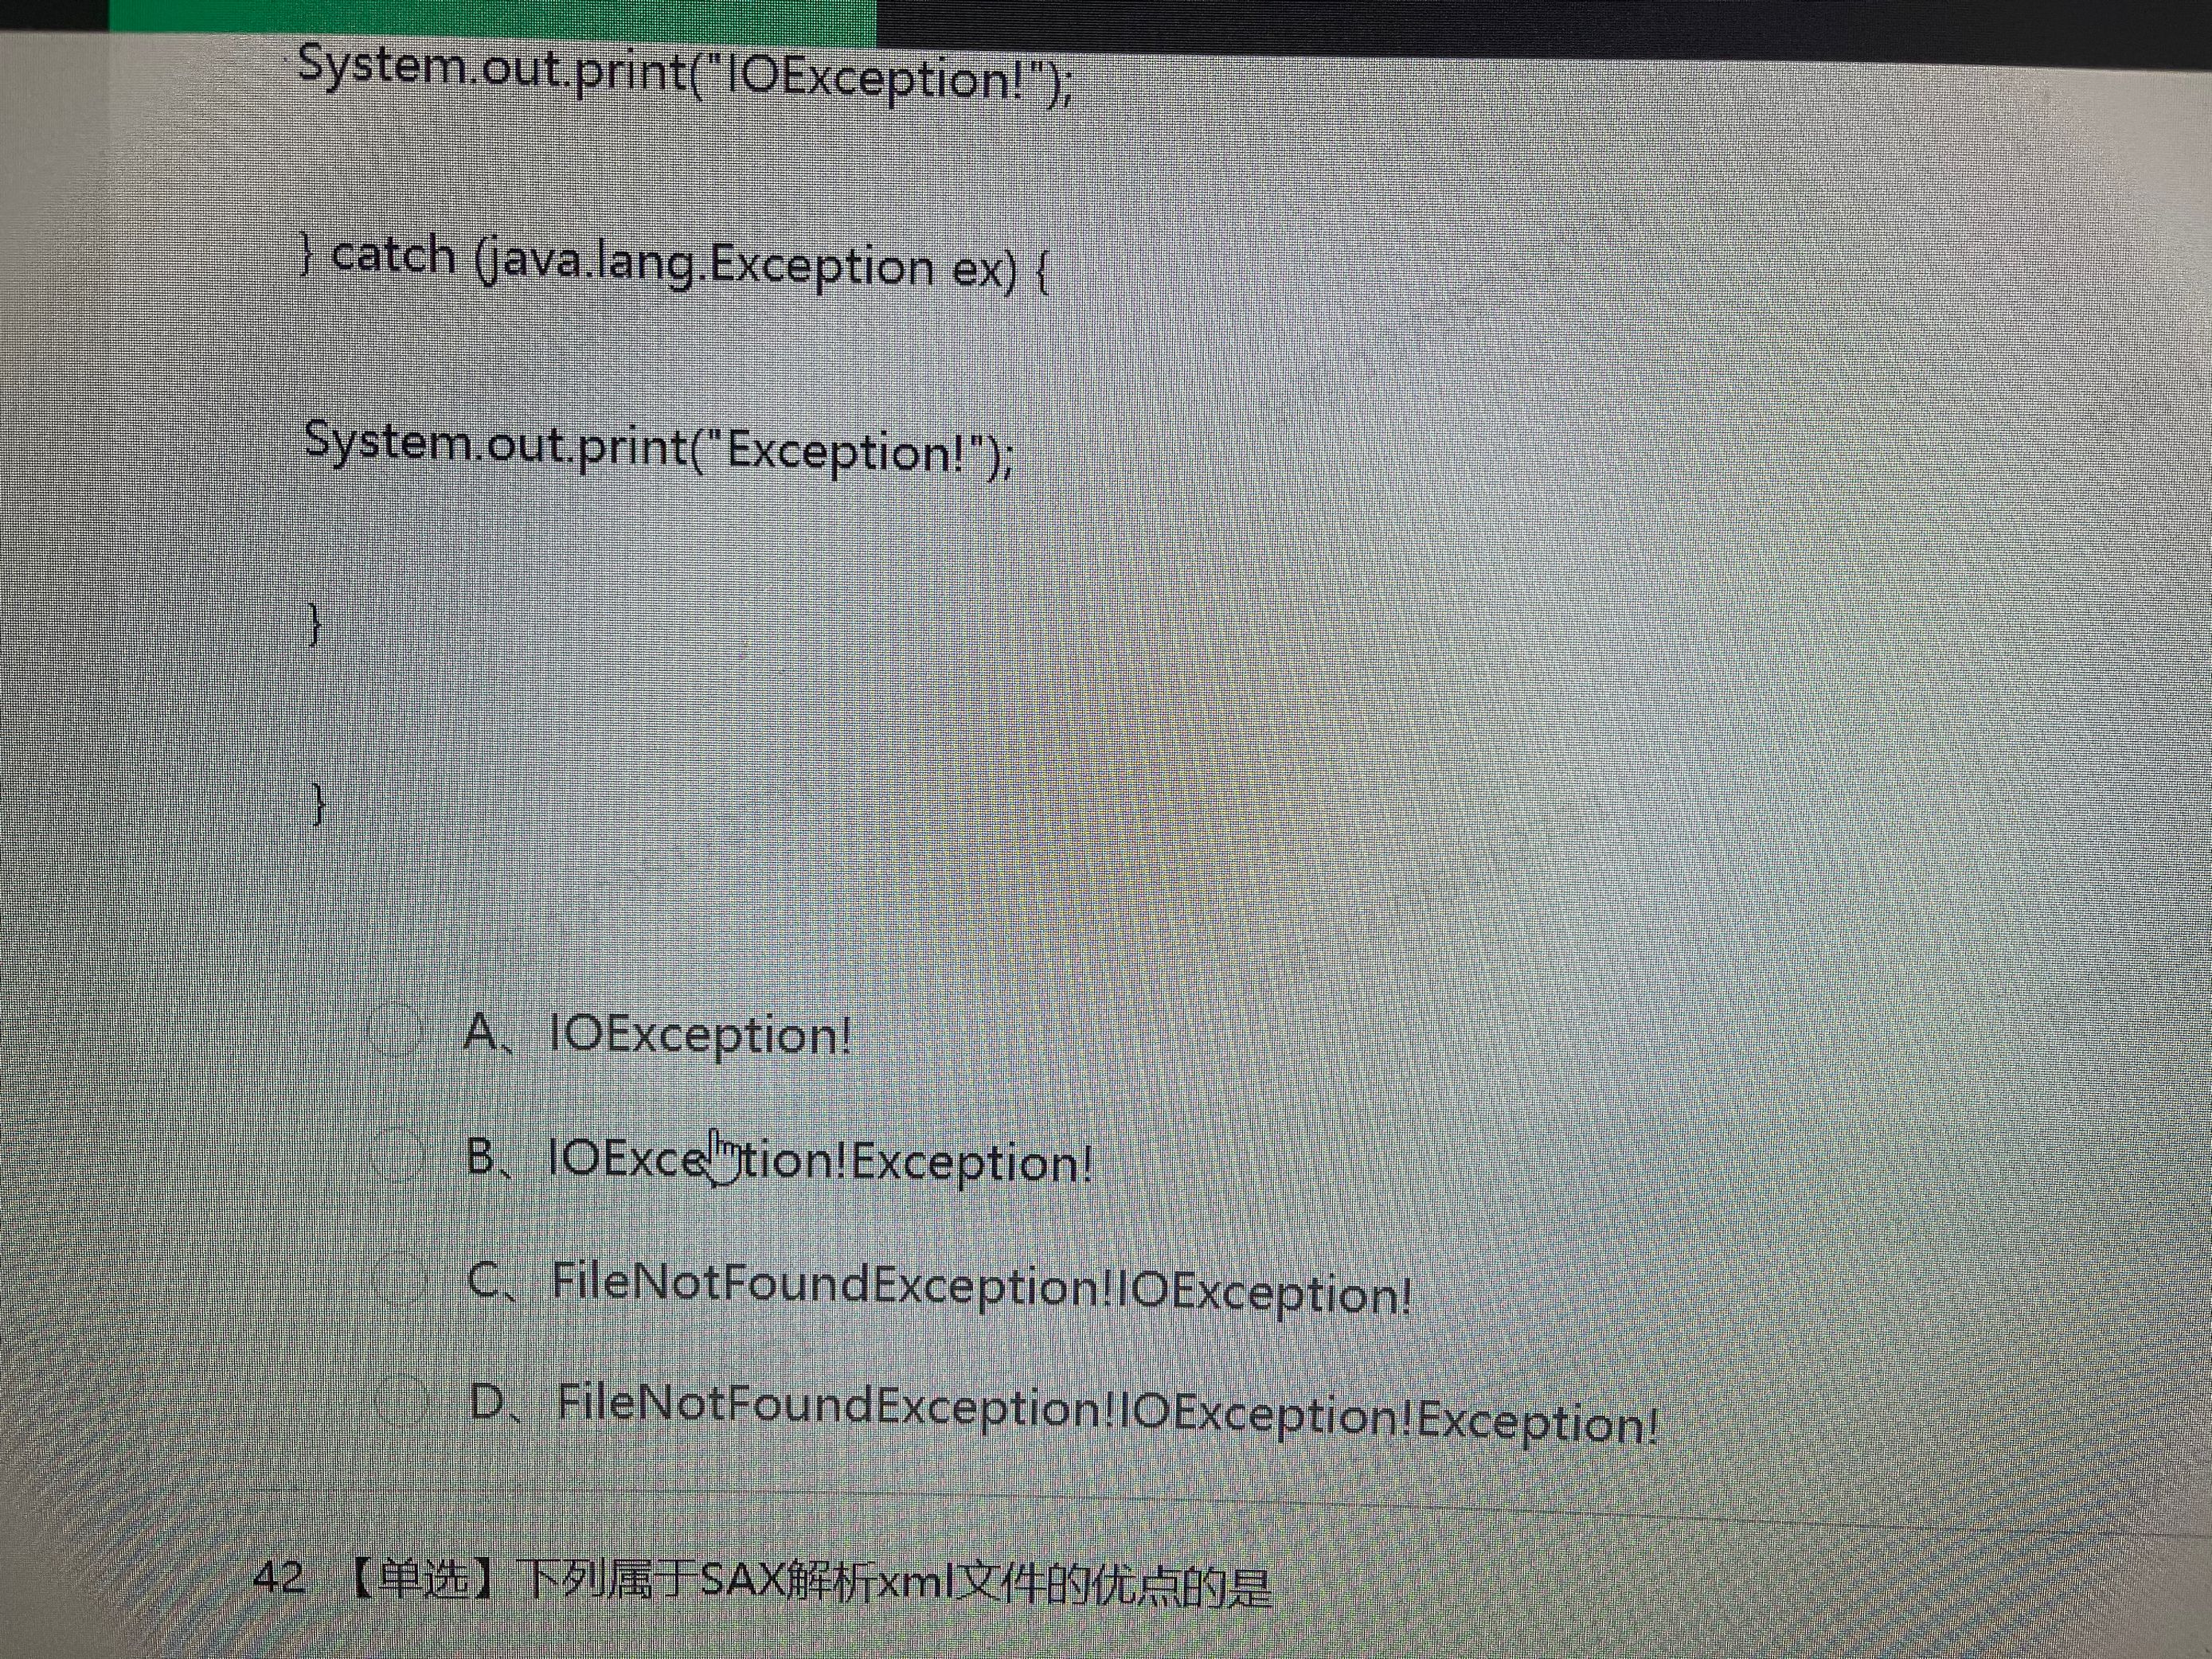 System.out.print("IOException!");
} catch (java.lang.Exception ex) {
System.out.print("Exception!");
}
}
A、IOException!
B、IOException!Exception!
C、FileNotFoundException!IOException!
D、FileNotFoundException!IOException!Exception!
42 【单选】下列属于SAX解析xml文件的优点的是